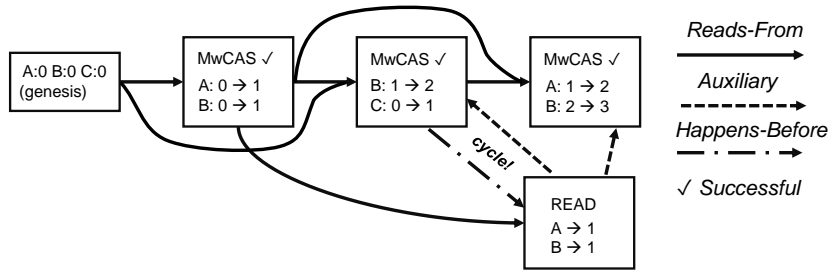 A:0 B:0 C:0
(genesis)
MwCAS ✓
A: 0 → 1
B: 0 → 1
MwCAS ✓
B: 1 → 2
C: 0 → 1
MwCAS ✓
A: 1 → 2
B: 2 → 3
cycle!
READ
A → 1
B → 1
Reads-From
Auxiliary
Happens-Before
✓ Successful